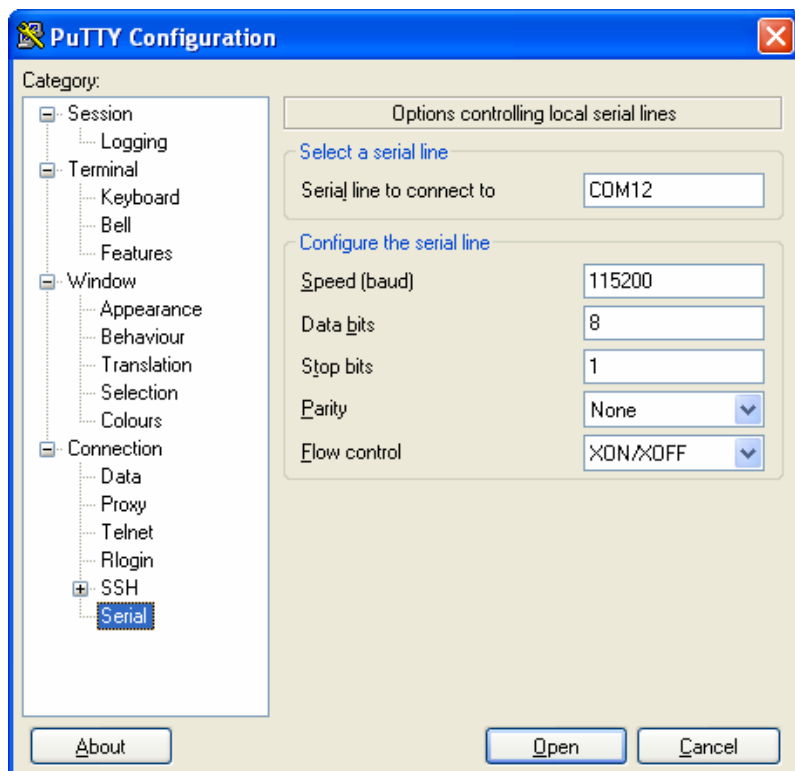 PuTTY Configuration
Category:
Session
Logging
Terminal
Keyboard
Bell
Features
Window
Appearance
Behaviour
Translation
Selection
Colours
Connection
Data
Proxy
Telnet
Rlogin
SSH
Serial
Options controlling local serial lines
Select a serial line
Serial line to connect to COM12
Configure the serial line
Speed (baud) 115200
Data bits 8
Stop bits 1
Parity None
Flow control XON/XOFF
About Open Cancel